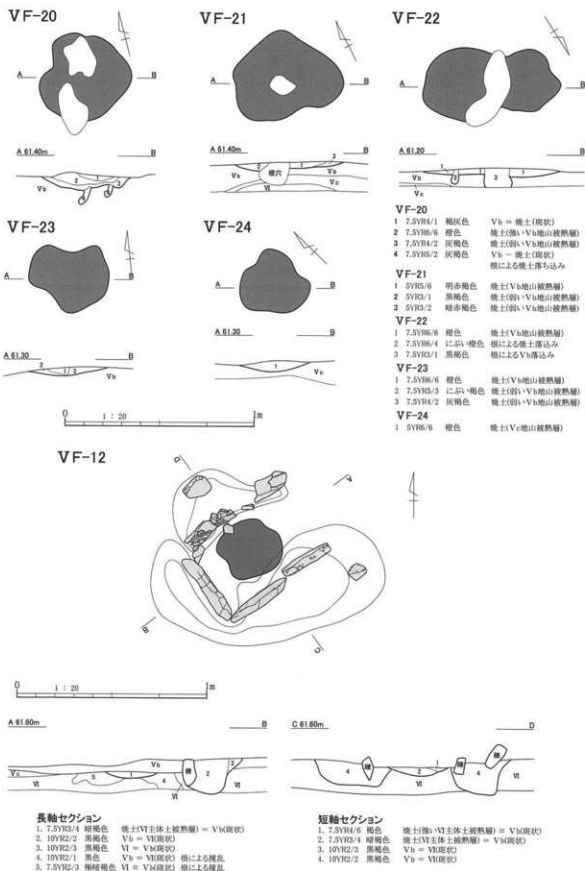 VF-20
VF-21
VF-22
A
B
A
B
A
B
A 61.40m
B
A 61.40m
B
A 61.20
B
1
2
3
Vb
2
1
3
根穴
Vb
Vb
Vc
VI
1
2
3
1
Vb
Vb
Vc
VF-23
VF-24
A
B
A
B
A 61.30
B
A 61.30
B
2
1
3
Vb
1
VF-20
1 7.5YR4/1 褐灰色 Vb = 焼土(斑状)
2 7.5YR6/6 橙色 焼土(強いVb地山被熱層)
3 7.5YR4/2 灰褐色 焼土(弱いVb地山被熱層)
4 7.5YR5/2 灰褐色 Vb = 焼土(斑状)
根による焼土落ち込み
VF-21
1 5YR5/6 明赤褐色 焼土(Vb地山被熱層)
2 5YR3/1 黒褐色 焼土(弱いVb地山被熱層)
3 5YR3/2 暗赤褐色 焼土(弱いVb地山被熱層)
VF-22
1 7.5YR6/6 橙色 焼土(Vb地山被熱層)
2 7.5YR6/4 にぶい橙色 根による焼土落込み
3 7.5YR3/1 黒褐色 根によるVb落込み
VF-23
1 7.5YR6/6 橙色 焼土(Vb地山被熱層)
2 7.5YR5/3 にぶい褐色 焼土(弱いVb地山被熱層)
3 7.5YR4/2 灰褐色 焼土(弱いVb地山被熱層)
VF-24
1 5YR6/6 橙色 焼土(Vc地山被熱層)
0 1 : 20 1m
VF-12
A
B
C
D
0 1 : 20 1m
A 61.60m
B
C 61.60m
D
Vb
Vc
VI
5
1
4
礫
2
3
VI
VI
4
礫
2
1
礫
4
礫
3
VI
長軸セクション
1. 7.5YR3/4 暗褐色 焼土(VI主体土被熱層) = Vb(斑状)
2. 10YR2/2 黒褐色 Vb = VI(斑状)
3. 10YR2/3 黒褐色 VI = Vb(斑状)
4. 10YR2/1 黒色 Vb = VI(斑状) 根による撹乱
5. 7.5YR2/3 極暗褐色 VI = Vb(斑状) 根による撹乱
短軸セクション
1. 7.5YR4/6 褐色 焼土(強いVI主体土被熱層) = Vb(斑状)
2. 7.5YR3/4 暗褐色 焼土(VI主体土被熱層) = Vb(斑状)
3. 10YR2/3 黒褐色 Vb = VI(斑状)
4. 10YR2/2 黒褐色 Vb = VI(斑状)